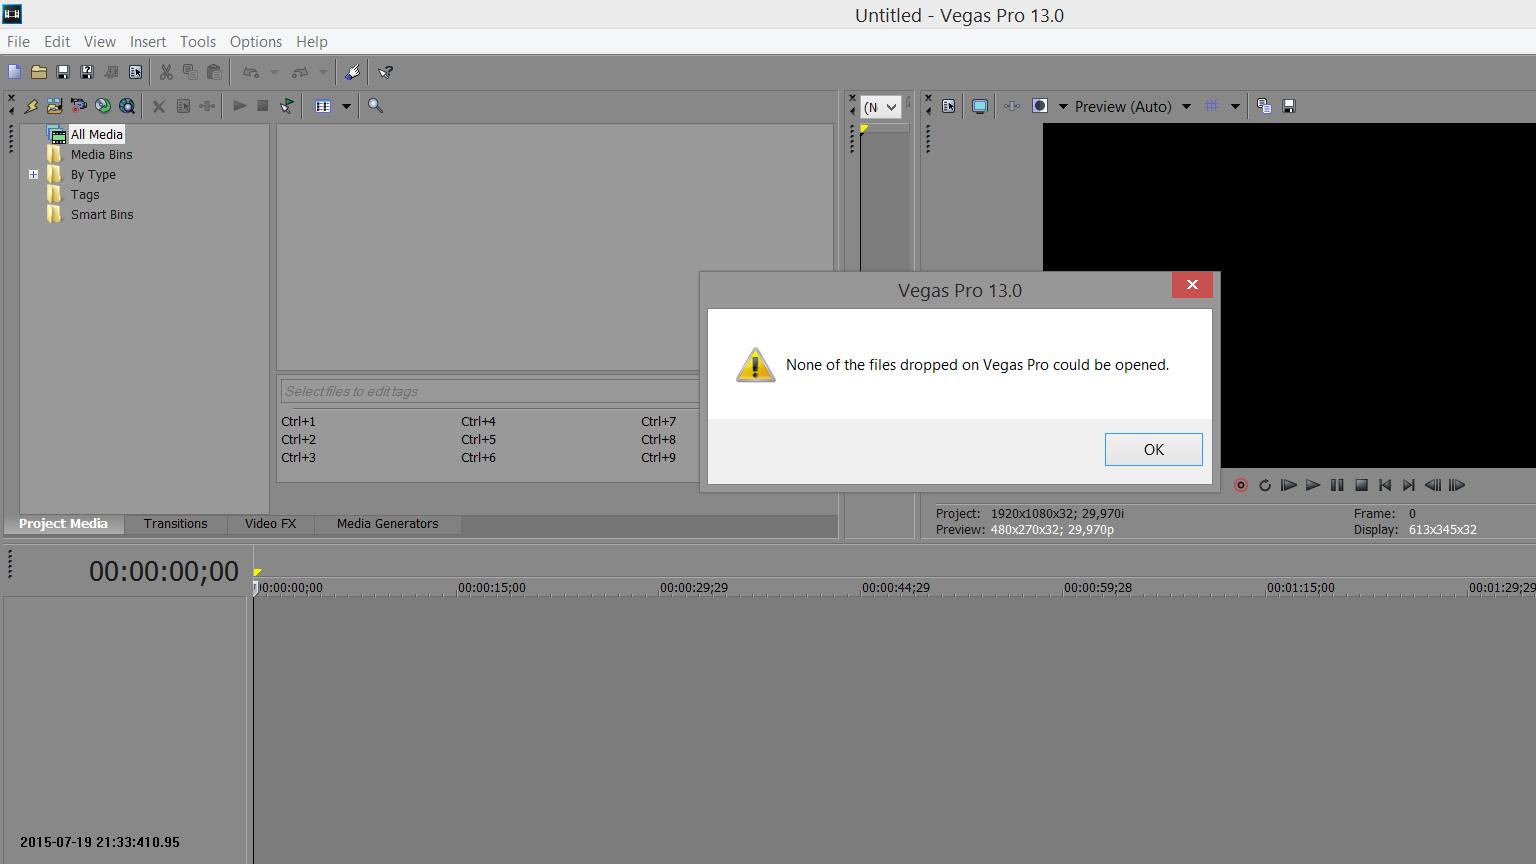 Untitled - Vegas Pro 13.0
File Edit View Insert Tools Options Help
(N
Preview (Auto)
All Media
Media Bins
By Type
Tags
Smart Bins
Vegas Pro 13.0
None of the files dropped on Vegas Pro could be opened.
OK
Select files to edit tags
Ctrl+1 Ctrl+4 Ctrl+7
Ctrl+2 Ctrl+5 Ctrl+8
Ctrl+3 Ctrl+6 Ctrl+9
Project Media Transitions Video FX Media Generators
Project: 1920x1080x32; 29,970i Frame: 0
Preview: 480x270x32; 29,970p Display: 613x345x32
00:00:00;00
00:00:00;00 00:00:15;00 00:00:29;29 00:00:44;29 00:00:59;28 00:01:15;00 00:01:29;29
2015-07-19 21:33:410.95